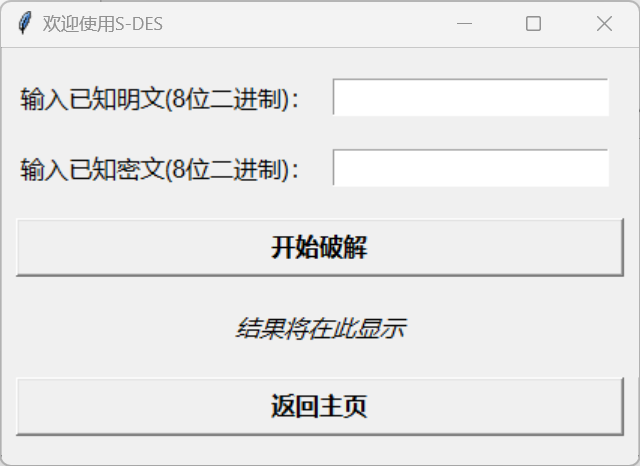 欢迎使用S-DES
输入已知明文(8位二进制)：
输入已知密文(8位二进制)：
开始破解
结果将在此显示
返回主页